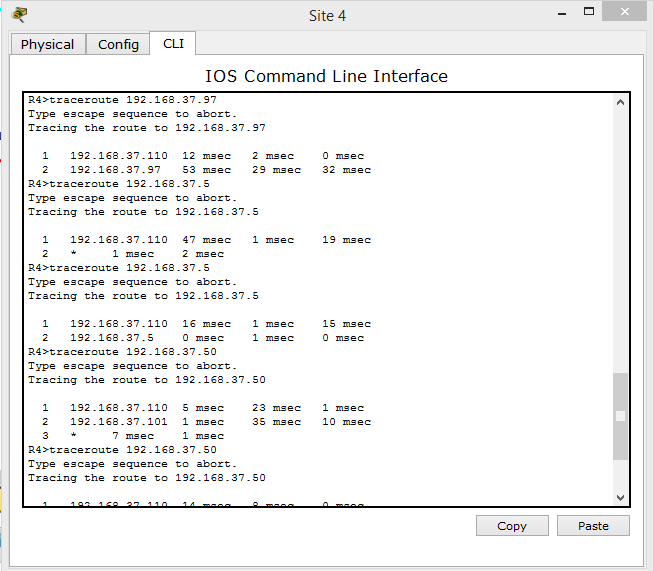 Site 4
Physical Config CLI
IOS Command Line Interface
R4>traceroute 192.168.37.97
Type escape sequence to abort.
Tracing the route to 192.168.37.97
1 192.168.37.110 12 msec 2 msec 0 msec
2 192.168.37.97 53 msec 29 msec 32 msec
R4>traceroute 192.168.37.5
Type escape sequence to abort.
Tracing the route to 192.168.37.5
1 192.168.37.110 47 msec 1 msec 19 msec
2 * 1 msec 2 msec
R4>traceroute 192.168.37.5
Type escape sequence to abort.
Tracing the route to 192.168.37.5
1 192.168.37.110 16 msec 1 msec 15 msec
2 192.168.37.5 0 msec 1 msec 0 msec
R4>traceroute 192.168.37.50
Type escape sequence to abort.
Tracing the route to 192.168.37.50
1 192.168.37.110 5 msec 23 msec 1 msec
2 192.168.37.101 1 msec 35 msec 10 msec
3 * 7 msec 1 msec
R4>traceroute 192.168.37.50
Type escape sequence to abort.
Tracing the route to 192.168.37.50
1 192.168.37.110 14 msec 8 msec 0 msec
Copy Paste